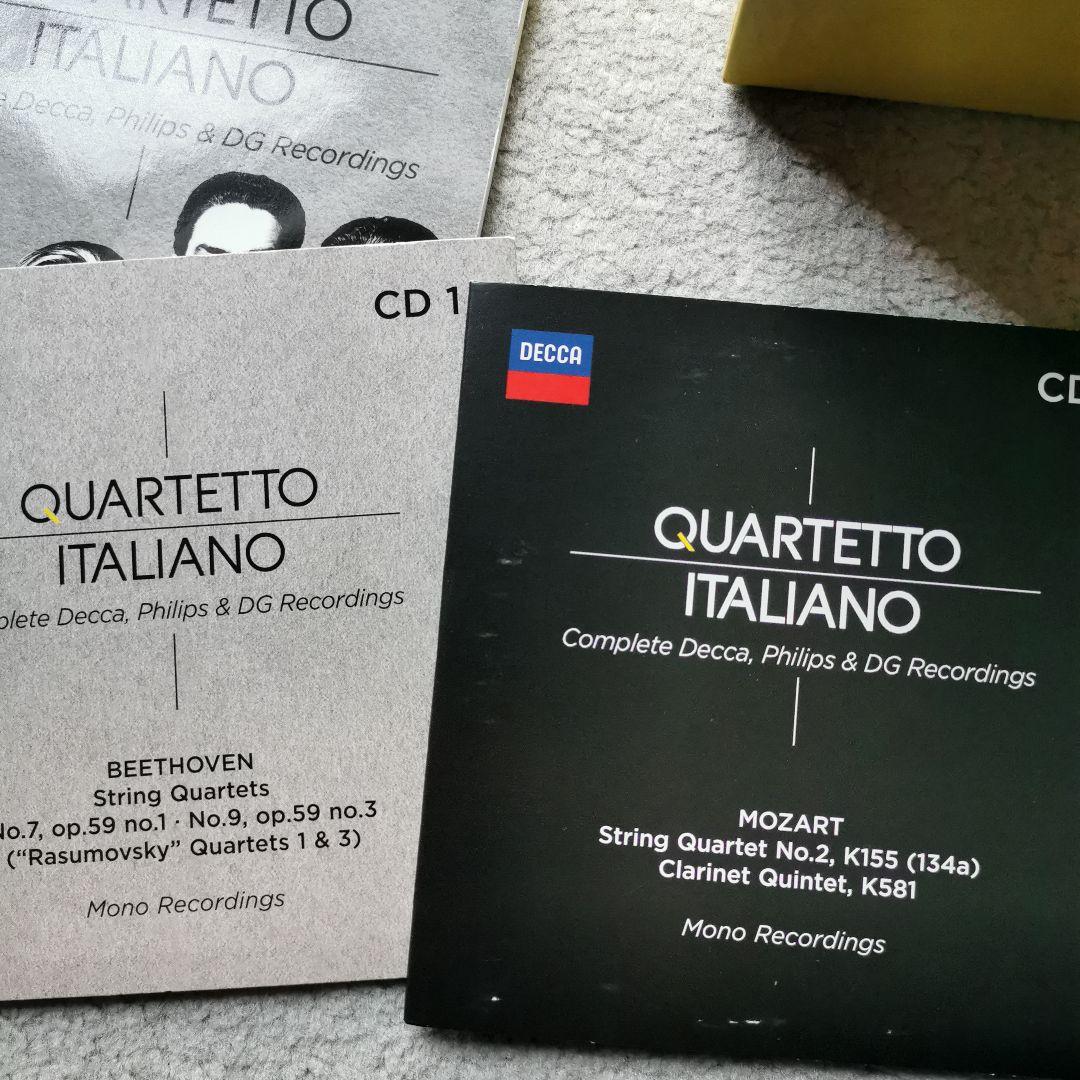 ITALIANO
Decca, Philips & DG Recordings
CD 1
QUARTETTO
ITALIANO
Decca, Philips & DG Recordings
BEETHOVEN
String Quartets
No.7, op.59 no.1 · No.9, op.59 no.3
("Rasumovsky" Quartets 1 & 3)
Mono Recordings
DECCA
CD
QUARTETTO
ITALIANO
Complete Decca, Philips & DG Recordings
MOZART
String Quartet No.2, K155 (134a)
Clarinet Quintet, K581
Mono Recordings